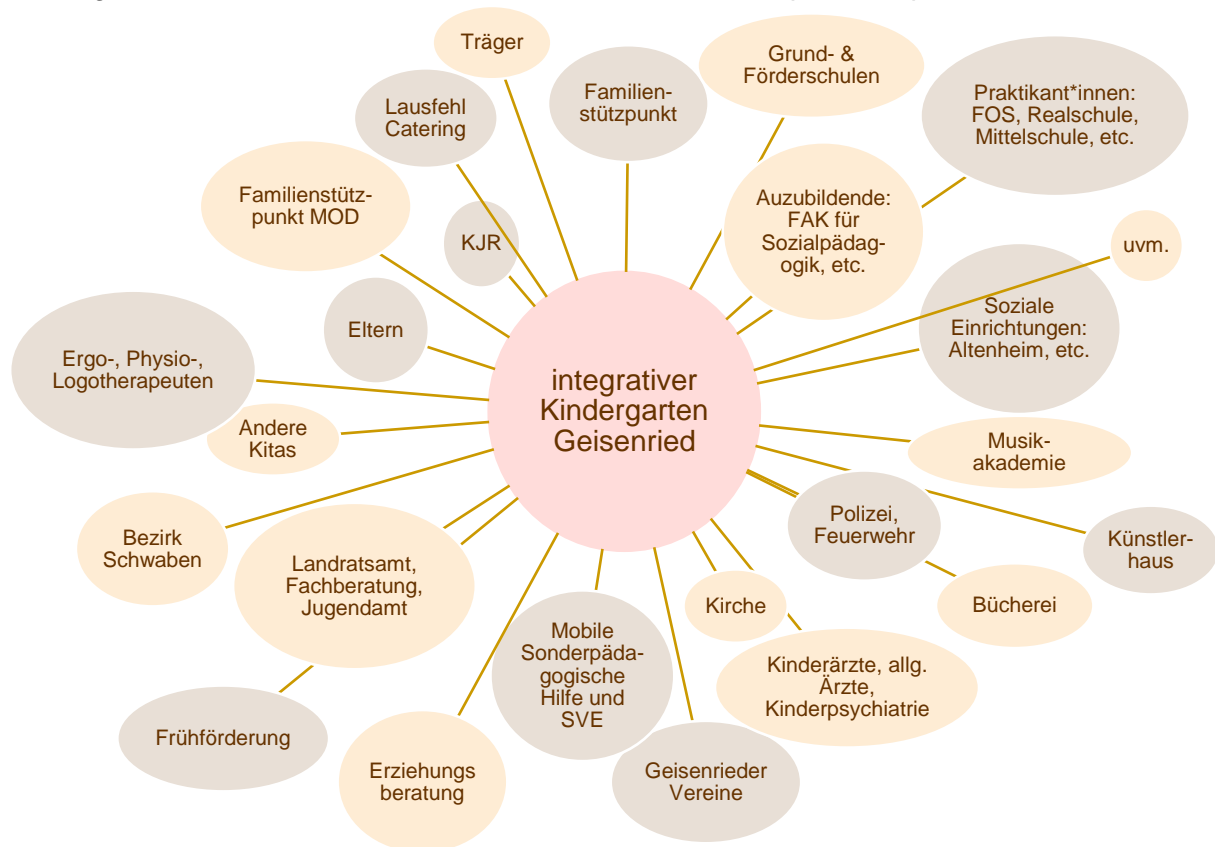 Träger
Grund- &
Förderschulen
Familien-
stützpunkt
Praktikant*innen:
FOS, Realschule,
Mittelschule, etc.
Lausfehl
Catering
Familienstütz-
punkt MOD
Auzubildende:
FAK für
Sozialpädag-
ogik, etc.
KJR
uvm.
Eltern
Soziale
Einrichtungen:
Altenheim, etc.
Ergo-, Physio-,
Logotherapeuten
integrativer
Kindergarten
Geisenried
Andere
Kitas
Musik-
akademie
Bezirk
Schwaben
Landratsamt,
Fachberatung,
Jugendamt
Polizei,
Feuerwehr
Künstler-
haus
Kirche
Bücherei
Mobile
Sonderpäda-
gogische
Hilfe und
SVE
Kinderärzte, allg.
Ärzte,
Kinderpsychiatrie
Frühförderung
Erziehungs
beratung
Geisenrieder
Vereine